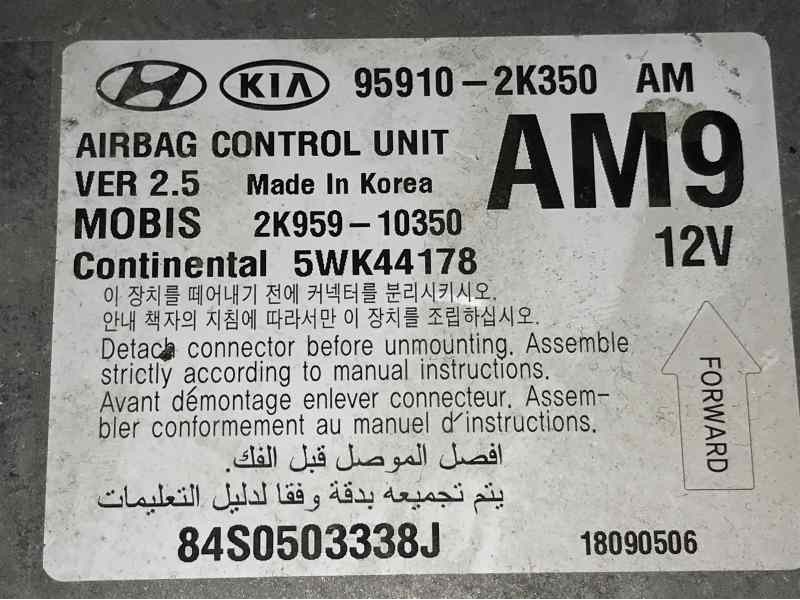 KIA 95910-2K350 AM
AIRBAG CONTROL UNIT
AM9
VER 2.5 Made In Korea
MOBIS 2K959-10350
12V
Continental 5WK44178
이 장치를 떼어내기 전에 커넥터를 분리시키시오.
안내 책자의 지침에 따라서만 이 장치를 조립하십시오.
Detach connector before unmounting. Assemble
strictly according to manual instructions.
Avant démontage enlever connecteur. Assem-
bler conformement au manuel d'instructions.
افصل الموصل قبل الفك.
يتم تجميعه بدقة وفقا لدليل التعليمات
FORWARD
84S0503338J
18090506